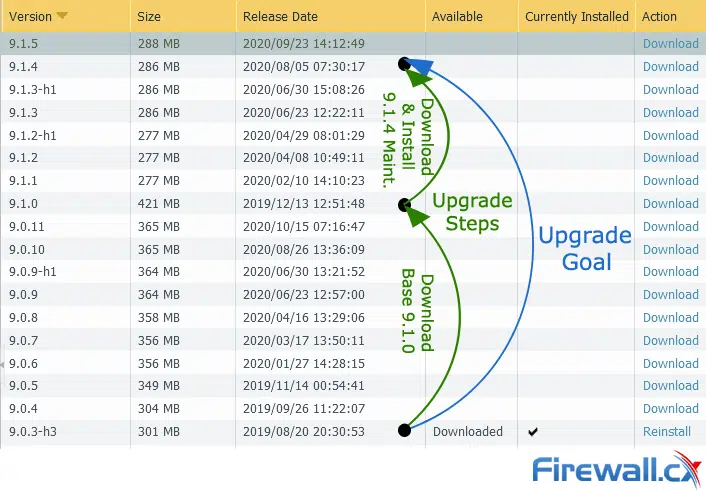 Version Size Release Date Available Currently Installed Action
9.1.5 288 MB 2020/09/23 14:12:49 Download
9.1.4 286 MB 2020/08/05 07:30:17 Download
9.1.3-h1 286 MB 2020/06/30 15:08:26 Download
9.1.3 286 MB 2020/06/23 12:22:11 Download
9.1.2-h1 277 MB 2020/04/29 08:01:29 Download
9.1.2 277 MB 2020/04/08 10:49:11 Download
9.1.1 277 MB 2020/02/10 14:10:23 Download
9.1.0 421 MB 2019/12/13 12:51:48 Download
9.0.11 365 MB 2020/10/15 07:16:47 Download
9.0.10 365 MB 2020/08/26 13:36:09 Download
9.0.9-h1 364 MB 2020/06/30 13:21:52 Download
9.0.9 364 MB 2020/06/23 12:57:00 Download
9.0.8 358 MB 2020/04/16 13:29:06 Download
9.0.7 356 MB 2020/03/17 13:50:11 Download
9.0.6 356 MB 2020/01/27 14:28:15 Download
9.0.5 349 MB 2019/11/14 00:54:41 Download
9.0.4 304 MB 2019/09/26 11:22:07 Download
9.0.3-h3 301 MB 2019/08/20 20:30:53 Downloaded Reinstall
Download
& Install
9.1.4 Maint.
Upgrade
Steps
Upgrade
Goal
Download
Base 9.1.0
Firewall.cx